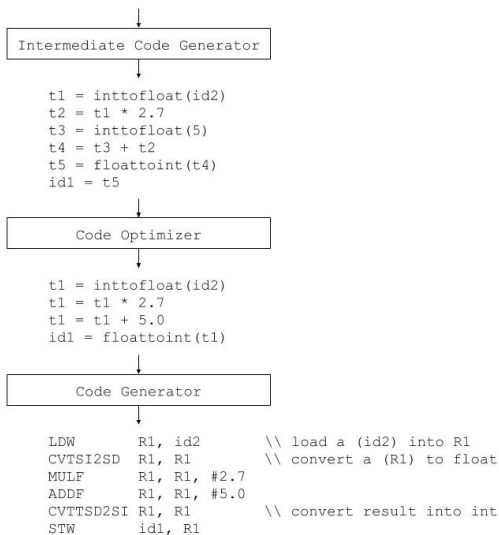 Intermediate Code Generator
t1 = inttofloat(id2)
t2 = t1 * 2.7
t3 = inttofloat(5)
t4 = t3 + t2
t5 = floattoint(t4)
id1 = t5
Code Optimizer
t1 = inttofloat(id2)
t1 = t1 * 2.7
t1 = t1 + 5.0
id1 = floattoint(t1)
Code Generator
LDW R1, id2 \\ load a (id2) into R1
CVTSI2SD R1, R1 \\ convert a (R1) to float
MULF R1, R1, #2.7
ADDF R1, R1, #5.0
CVTTSD2SI R1, R1 \\ convert result into int
STW id1, R1